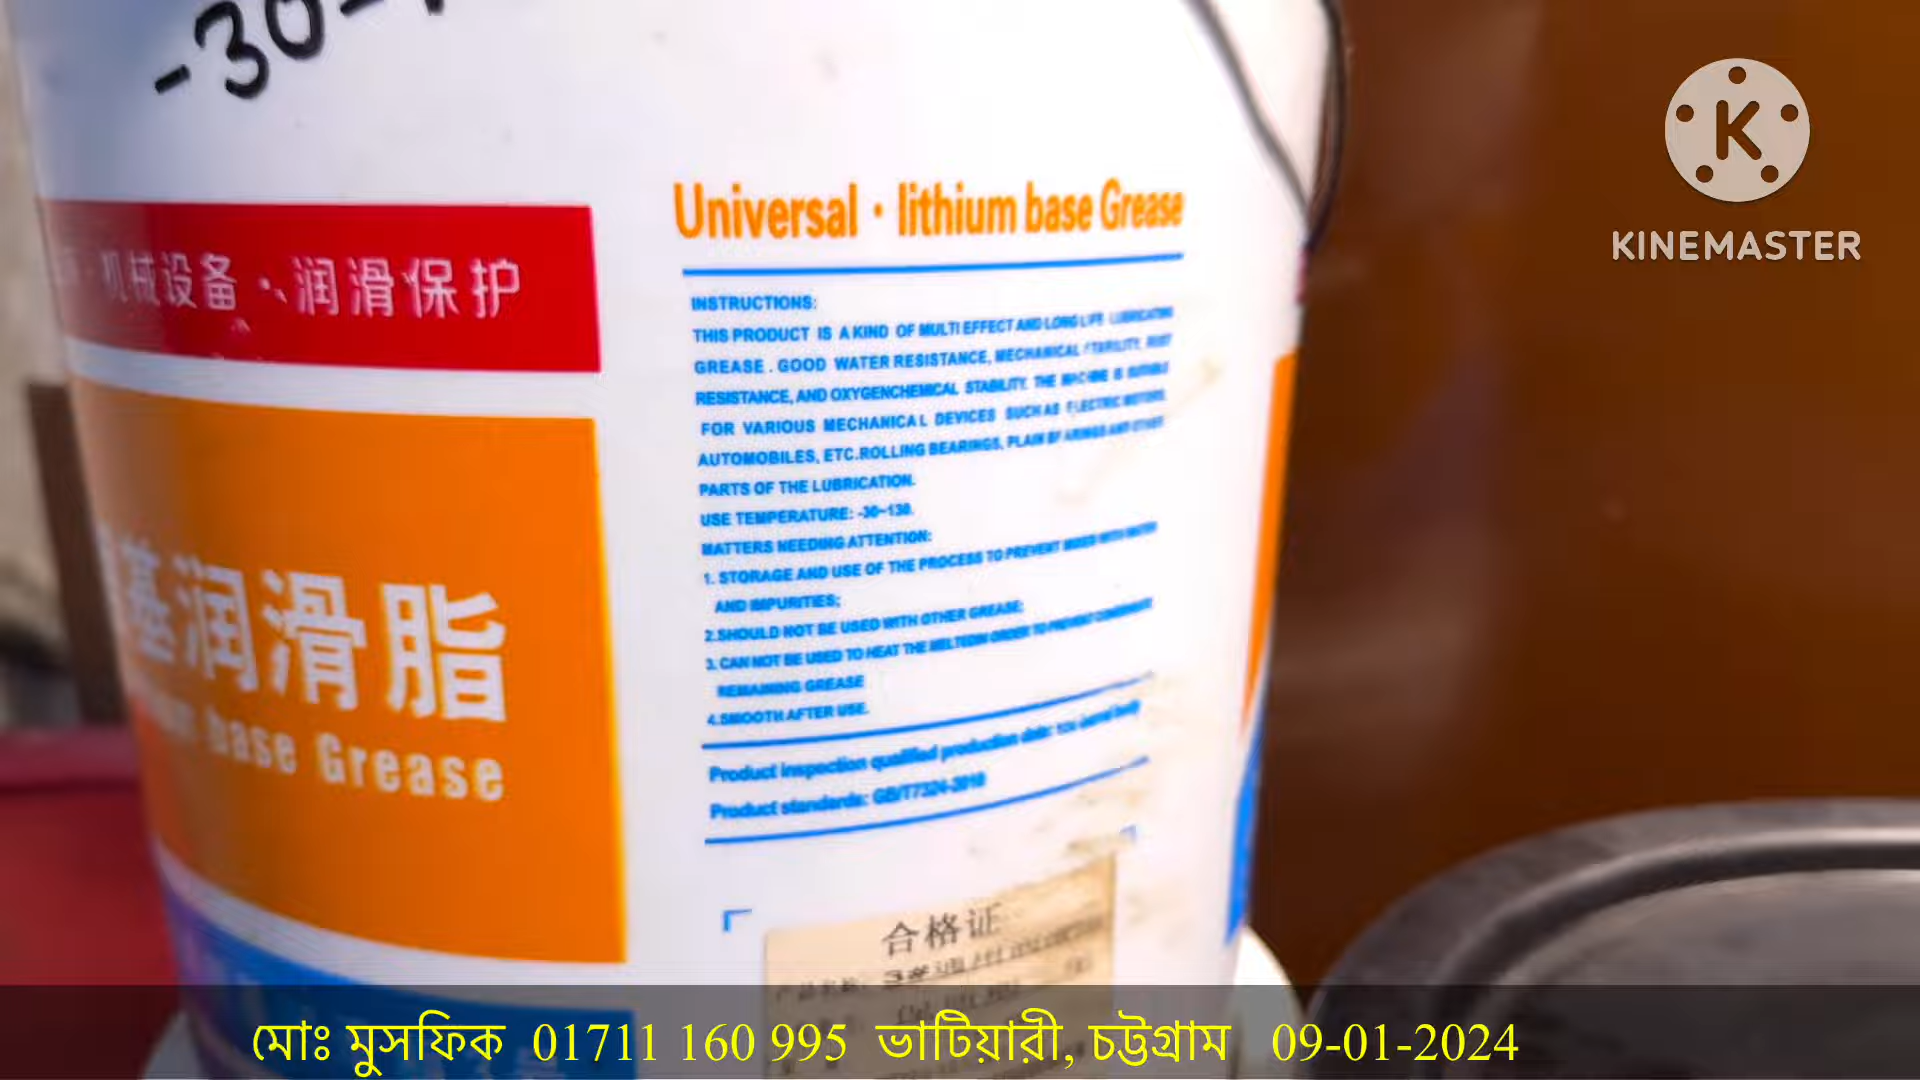 -30-
机械设备·润滑保护
基润滑脂
base Grease
Universal · lithium base Grease
INSTRUCTIONS:
THIS PRODUCT IS A KIND OF MULTI EFFECT AND LONG LIFE LUBRICATING
GREASE . GOOD WATER RESISTANCE, MECHANICAL STABILITY, RUST
RESISTANCE, AND OXYGENCHEMICAL STABILITY. THE MACHINE IS SUITABLE
FOR VARIOUS MECHANICAL DEVICES SUCH AS ELECTRIC MOTORS,
AUTOMOBILES, ETC.ROLLING BEARINGS, PLAIN BEARINGS AND OTHER
PARTS OF THE LUBRICATION.
USE TEMPERATURE: -30~130.
MATTERS NEEDING ATTENTION:
1. STORAGE AND USE OF THE PROCESS TO PREVENT MIXED WITH WATER
AND IMPURITIES;
2.SHOULD NOT BE USED WITH OTHER GREASE;
3. CAN NOT BE USED TO HEAT THE MELTEDIN ORDER TO PREVENT
REMAINING GREASE
4.SMOOTH AFTER USE.
Product inspection qualified production date: see barrel body
Product standards: GB/T7324-2010
合格证
KINEMASTER
মোঃ মুসফিক 01711 160 995 ভাটিয়ারী, চট্টগ্রাম 09-01-2024